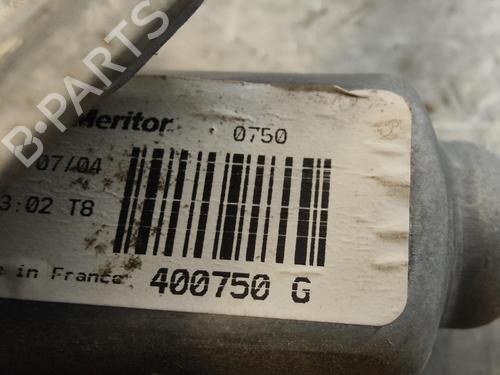 B-PARTS
Meritor 0750
07/04
3:02 T8
in France
400750 G